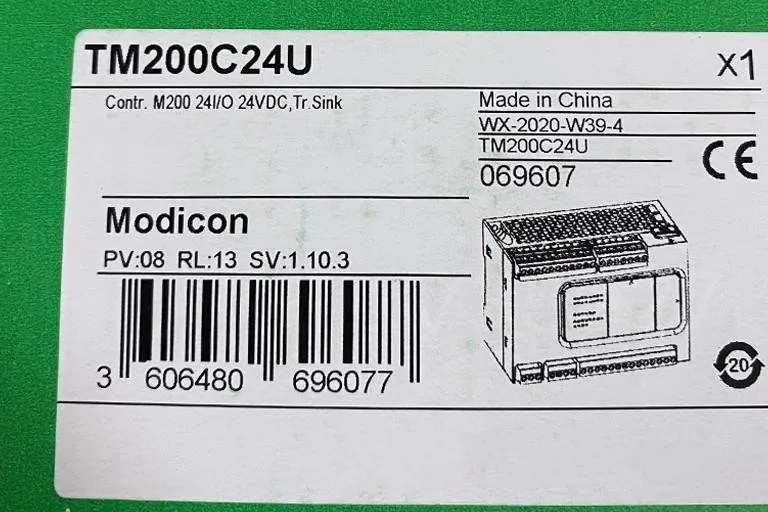 TM200C24U
X1
Contr. M200 24I/O 24VDC,Tr.Sink
Made in China
WX-2020-W39-4
TM200C24U
069607
CE
Modicon
PV:08 RL:13 SV:1.10.3
3 606480 696077
20